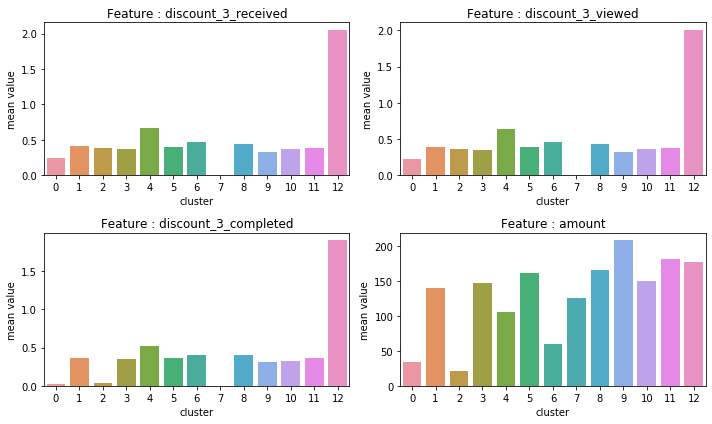 Feature : discount_3_received
mean value
2.0
1.5
1.0
0.5
0.0
0 1 2 3 4 5 6 7 8 9 10 11 12
cluster
Feature : discount_3_viewed
mean value
2.0
1.5
1.0
0.5
0.0
0 1 2 3 4 5 6 7 8 9 10 11 12
cluster
Feature : discount_3_completed
mean value
1.5
1.0
0.5
0.0
0 1 2 3 4 5 6 7 8 9 10 11 12
cluster
Feature : amount
mean value
200
150
100
50
0
0 1 2 3 4 5 6 7 8 9 10 11 12
cluster